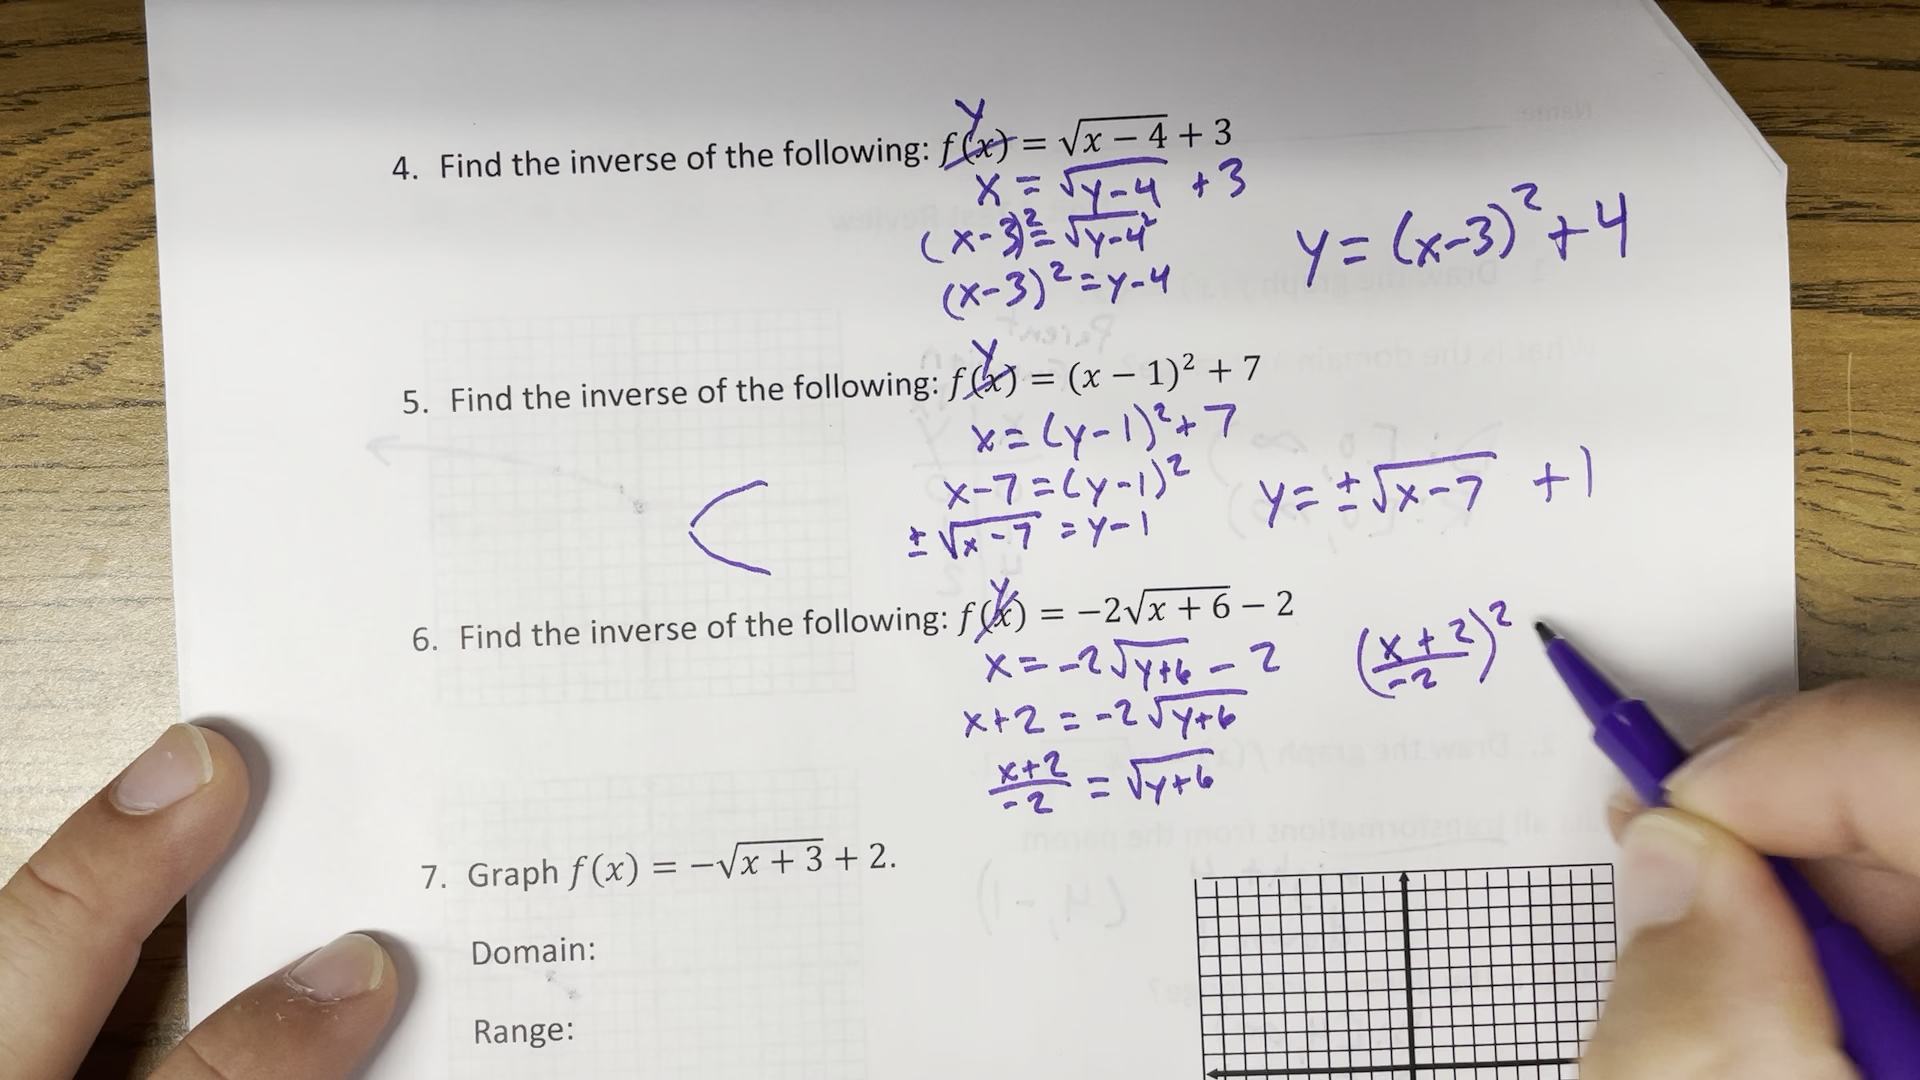 4. Find the inverse of the following: f(x) = √x − 4 + 3
y
x = √y-4 + 3
(x-3)² = √y-4²
(x-3)² = y-4
y = (x-3)² + 4
5. Find the inverse of the following: f(x) = (x − 1)² + 7
y
x = (y-1)² + 7
x-7 = (y-1)²
± √x-7 = y-1
y = ± √x-7 + 1
6. Find the inverse of the following: f(x) = −2√x + 6 − 2
y
x = -2√y+6 - 2
x+2 = -2√y+6
x+2/-2 = √y+6
(x+2/-2)²
7. Graph f(x) = −√x + 3 + 2.
Domain:
Range: